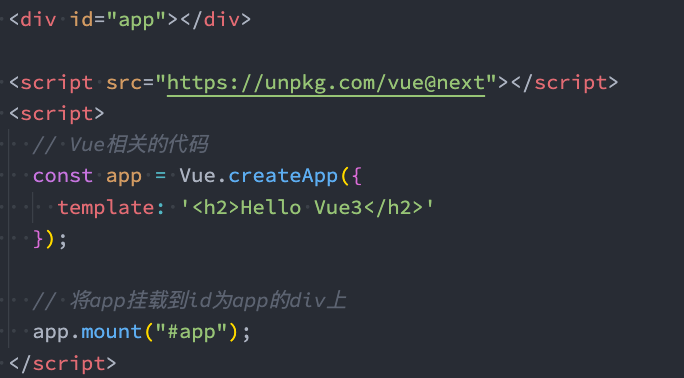 <div id="app"></div>
<script src="https://unpkg.com/vue@next"></script>
<script>
// Vue相关的代码
const app = Vue.createApp({
template: '<h2>Hello Vue3</h2>'
});
// 将app挂载到id为app的div上
app.mount("#app");
</script>